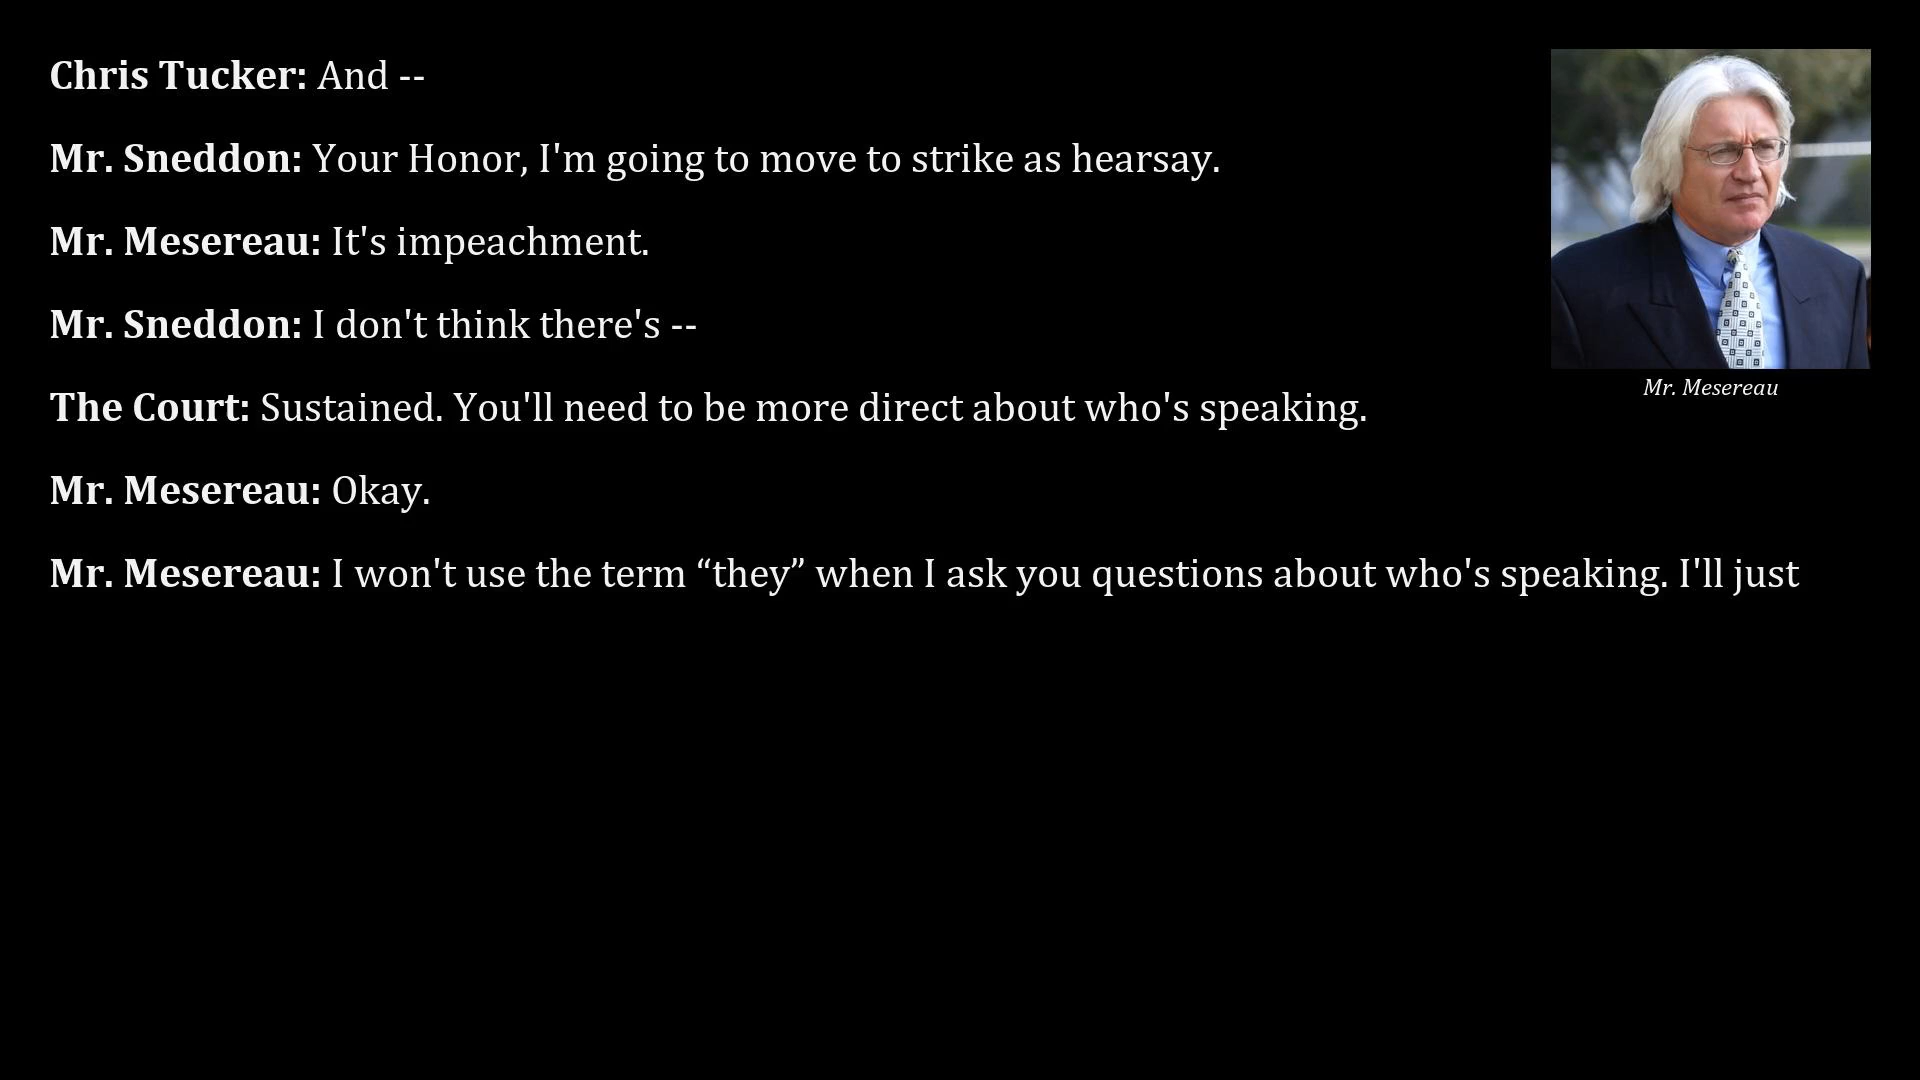 Chris Tucker: And --
Mr. Sneddon: Your Honor, I'm going to move to strike as hearsay.
Mr. Mesereau: It's impeachment.
Mr. Sneddon: I don't think there's --
The Court: Sustained. You'll need to be more direct about who's speaking.
Mr. Mesereau
Mr. Mesereau: Okay.
Mr. Mesereau: I won't use the term “they” when I ask you questions about who's speaking. I'll just